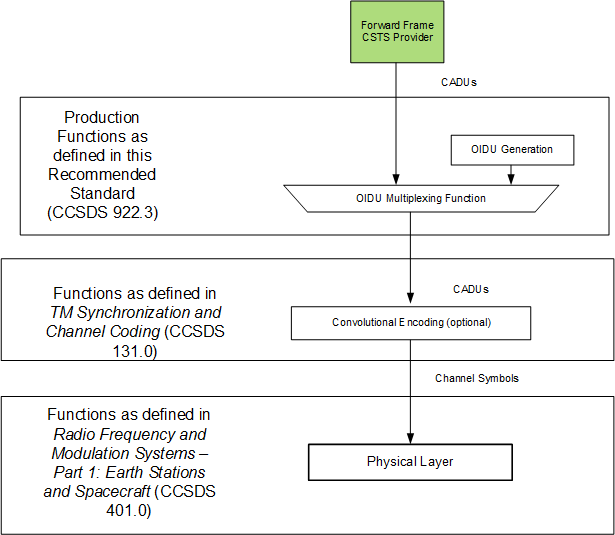 Forward Frame
CSTS Provider
CADUs
Production
Functions as
defined in this
Recommended
Standard
(CCSDS 922.3)
OIDU Generation
OIDU Multiplexing Function
Functions as defined in
TM Synchronization and
Channel Coding (CCSDS
131.0)
CADUs
Convolutional Encoding (optional)
Channel Symbols
Functions as defined in
Radio Frequency and
Modulation Systems –
Part 1: Earth Stations
and Spacecraft (CCSDS
401.0)
Physical Layer